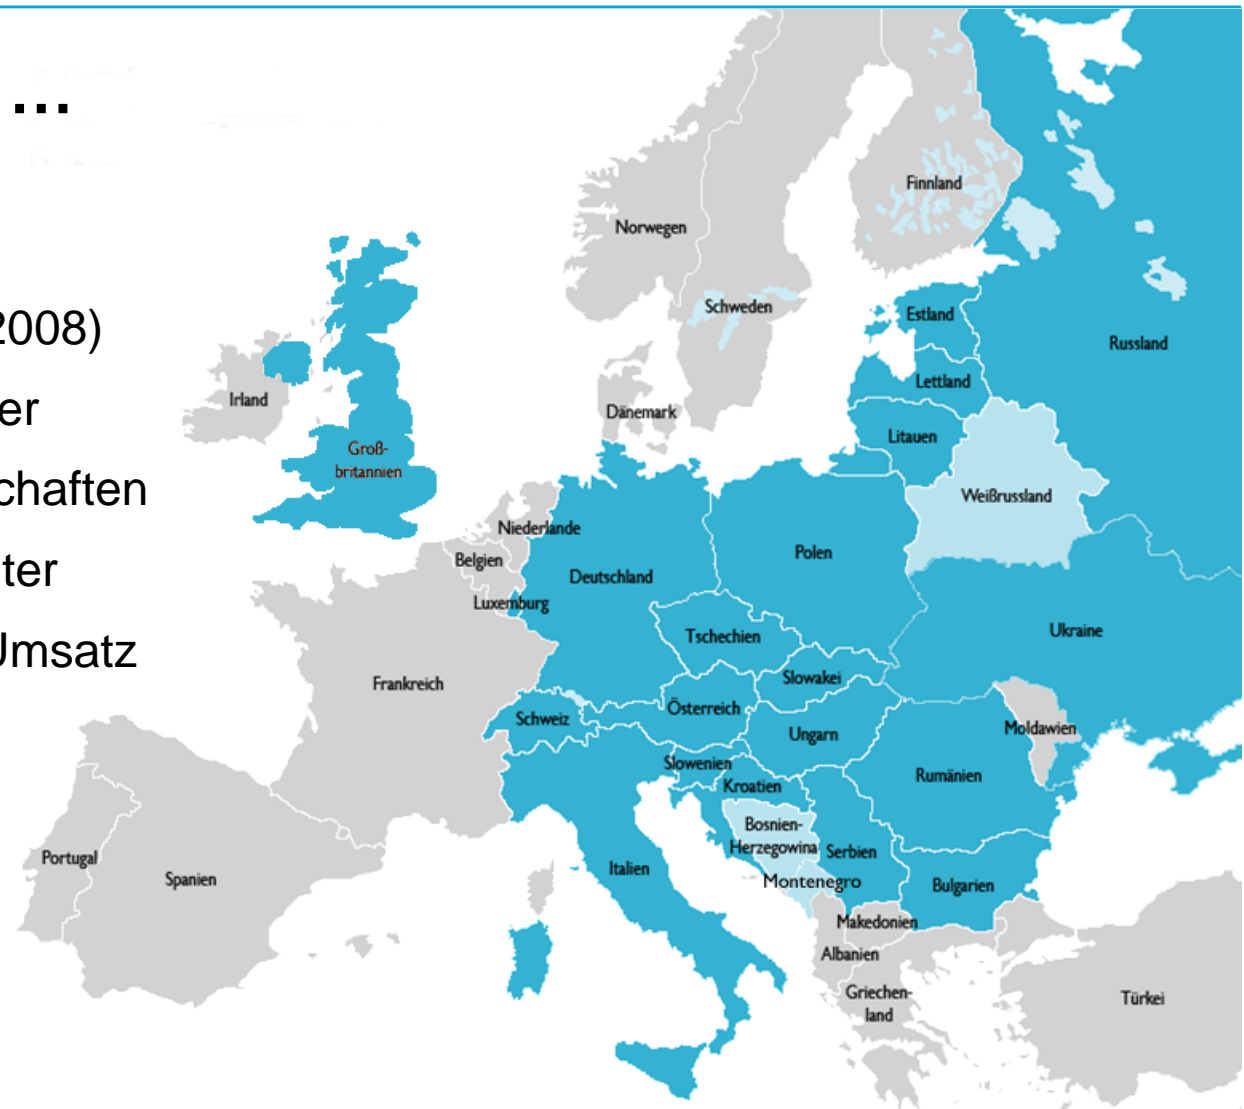 ...
2008)
er
chaften
ter
Umsatz
Finnland
Norwegen
Schweden
Estland
Russland
Lettland
Irland
Dänemark
Litauen
Groß-
britannien
Weißrussland
Niederlande
Polen
Belgien
Deutschland
Luxemburg
Tschechien
Ukraine
Slowakei
Frankreich
Österreich
Schweiz
Moldawien
Ungarn
Slowenien
Rumänien
Kroatien
Bosnien-
Herzegowina
Serbien
Portugal
Italien
Spanien
Montenegro
Bulgarien
Makedonien
Albanien
Griechen-
land
Türkei